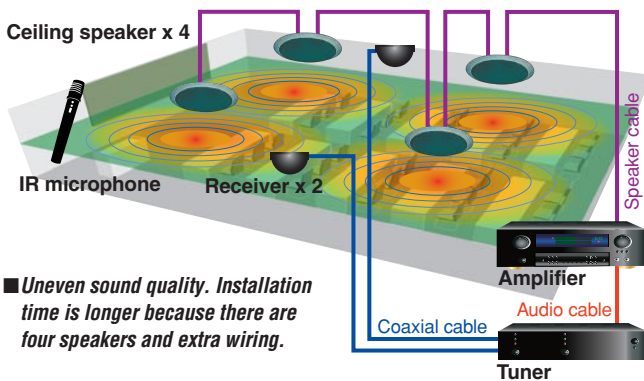 Ceiling speaker x 4
IR microphone
Receiver x 2
Speaker cable
Amplifier
Audio cable
■Uneven sound quality. Installation
time is longer because there are
four speakers and extra wiring.
Coaxial cable
Tuner